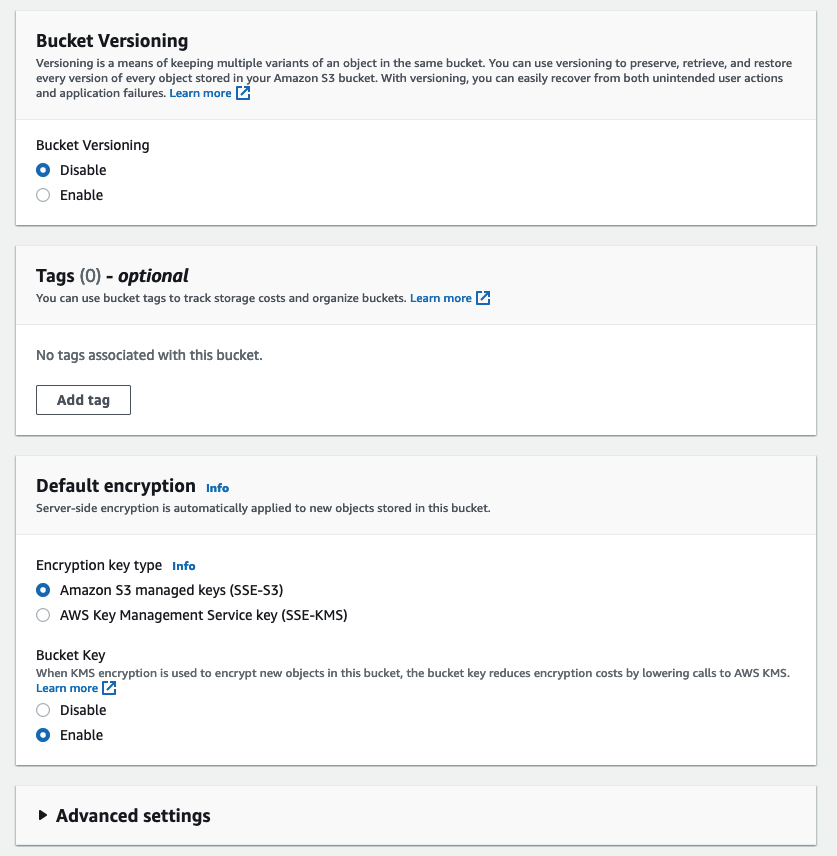 Bucket Versioning
Versioning is a means of keeping multiple variants of an object in the same bucket. You can use versioning to preserve, retrieve, and restore
every version of every object stored in your Amazon S3 bucket. With versioning, you can easily recover from both unintended user actions
and application failures. Learn more
Bucket Versioning
Disable
Enable
Tags (0) - optional
You can use bucket tags to track storage costs and organize buckets. Learn more
No tags associated with this bucket.
Add tag
Default encryption Info
Server-side encryption is automatically applied to new objects stored in this bucket.
Encryption key type Info
Amazon S3 managed keys (SSE-S3)
AWS Key Management Service key (SSE-KMS)
Bucket Key
When KMS encryption is used to encrypt new objects in this bucket, the bucket key reduces encryption costs by lowering calls to AWS KMS.
Learn more
Disable
Enable
Advanced settings